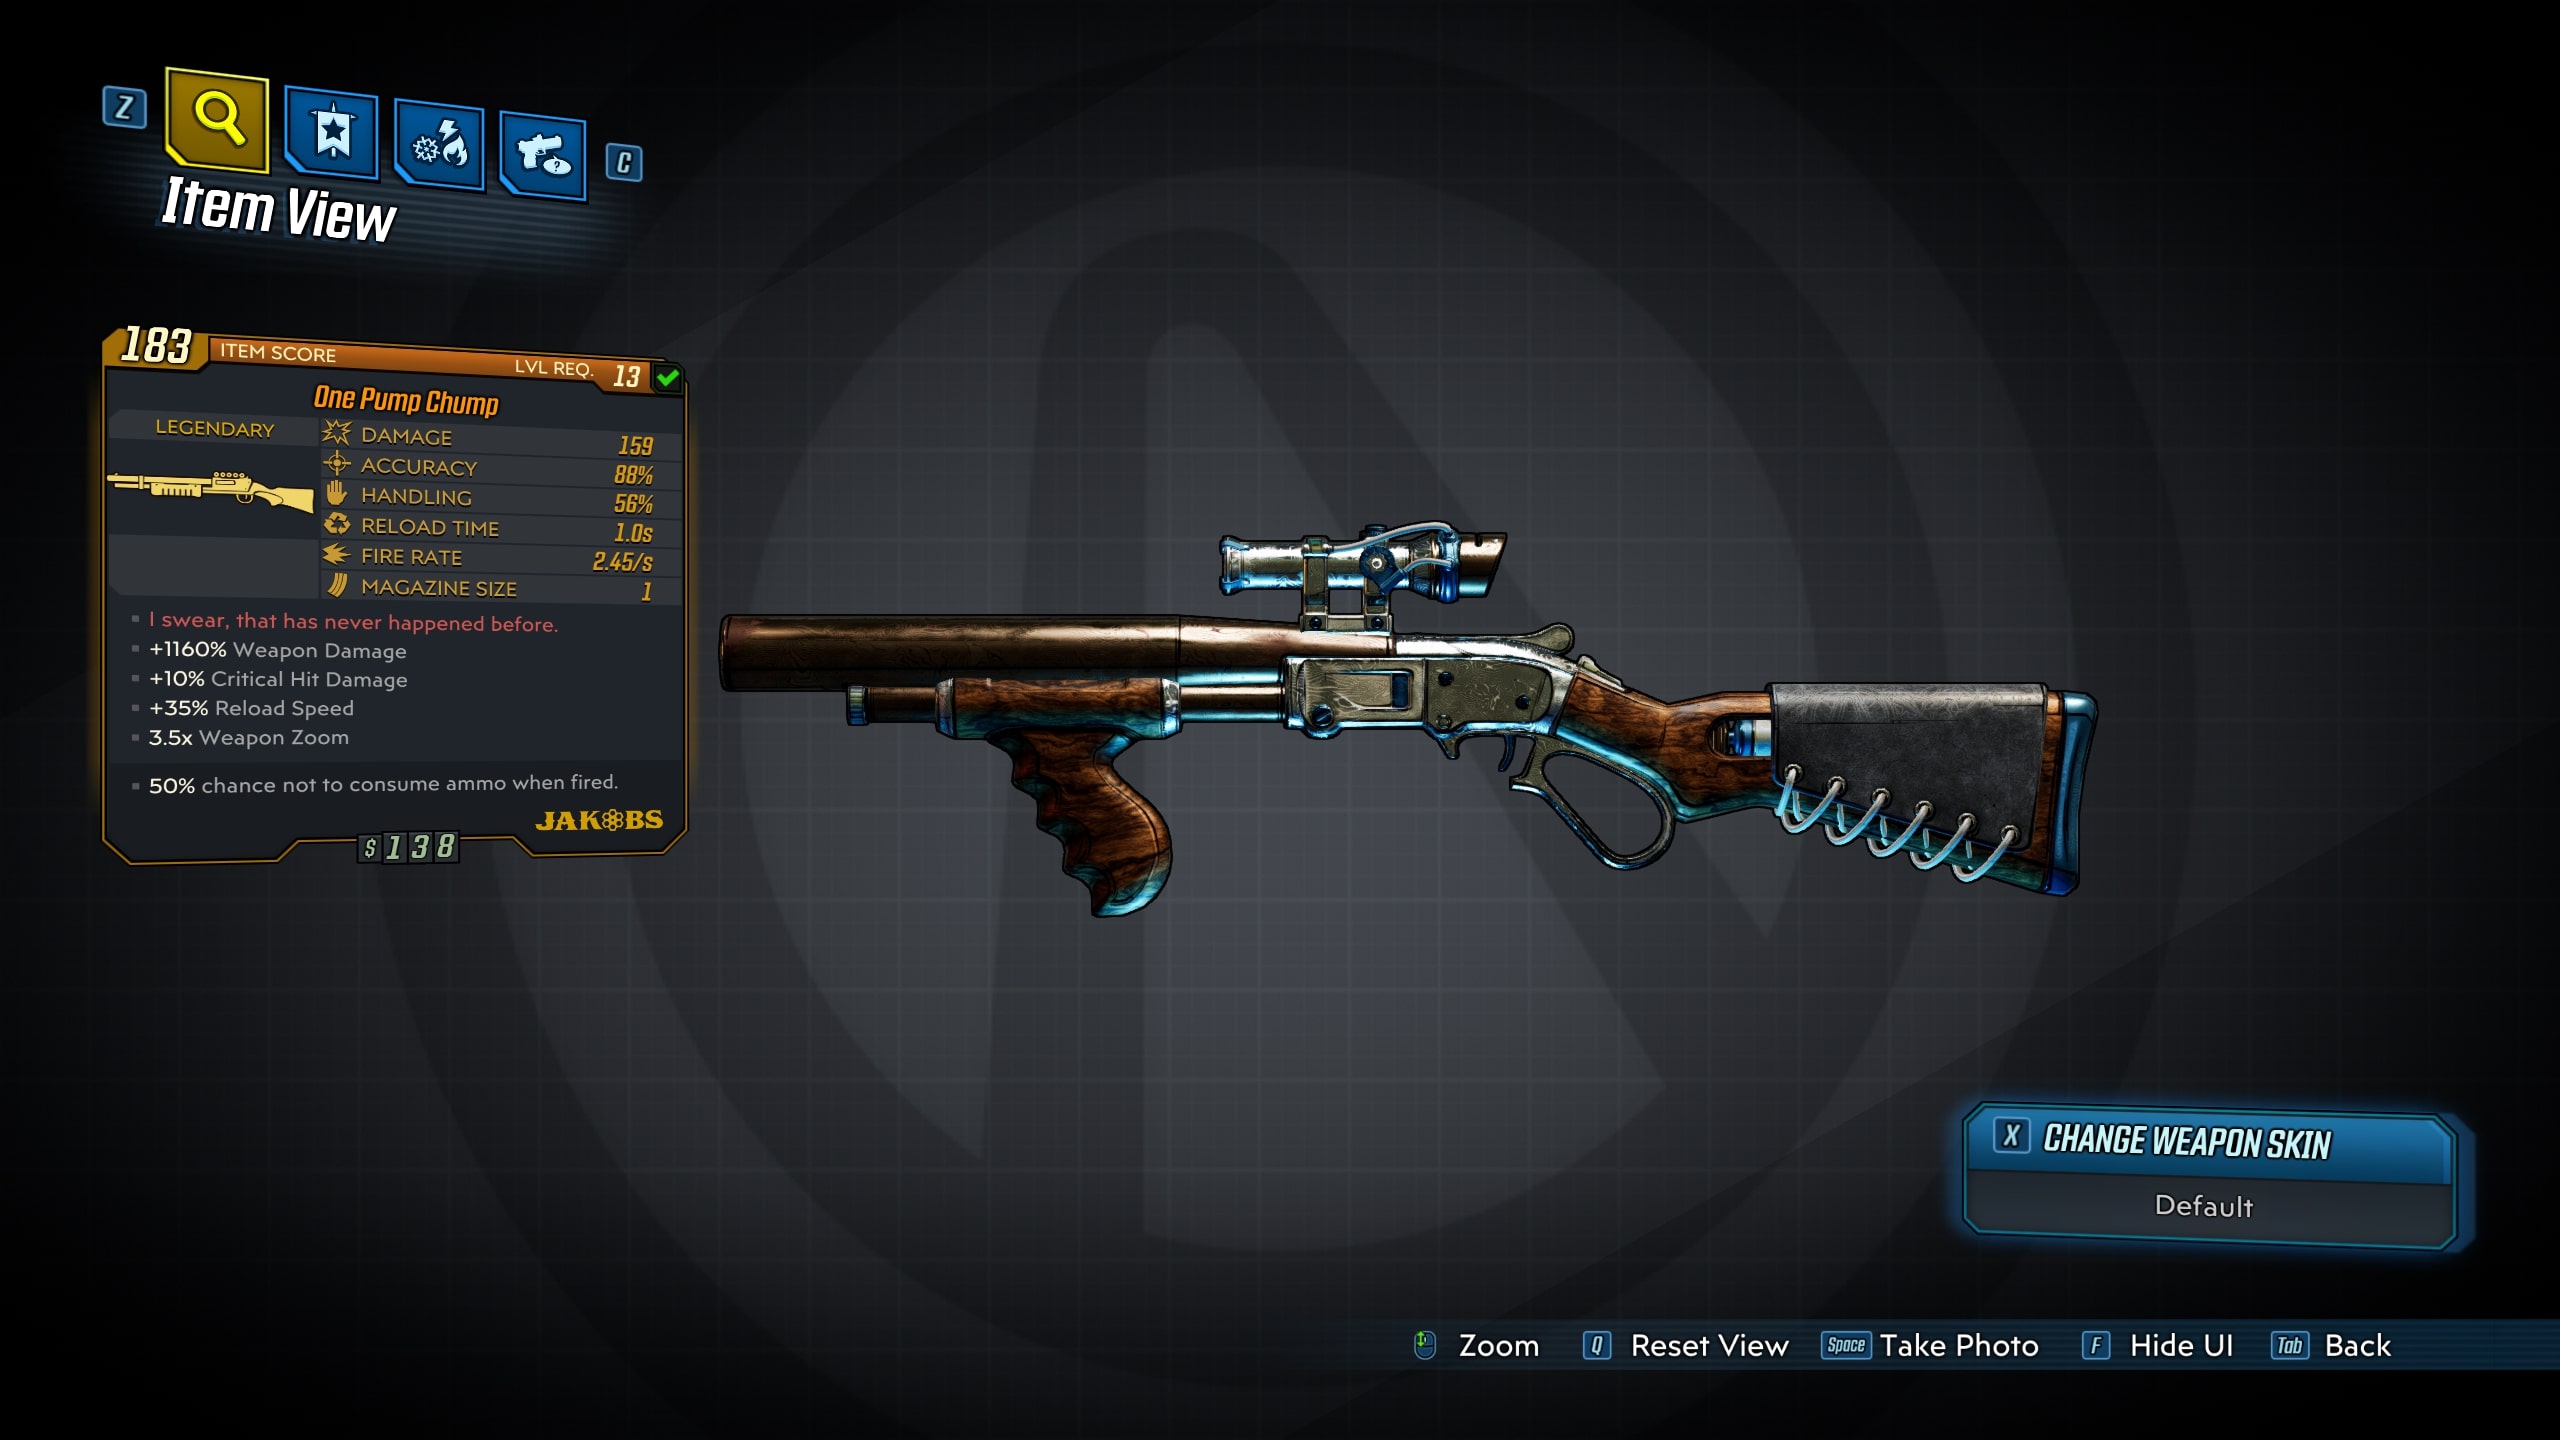 Z
C
Item View
183 ITEM SCORE LVL REQ. 13
One Pump Chump
LEGENDARY
DAMAGE 159
ACCURACY 88%
HANDLING 56%
RELOAD TIME 1.0s
FIRE RATE 2.45/s
MAGAZINE SIZE 1
I swear, that has never happened before.
+1160% Weapon Damage
+10% Critical Hit Damage
+35% Reload Speed
3.5x Weapon Zoom
50% chance not to consume ammo when fired.
JAKOBS
$138
X CHANGE WEAPON SKIN
Default
Zoom Q Reset View Space Take Photo F Hide UI Tab Back